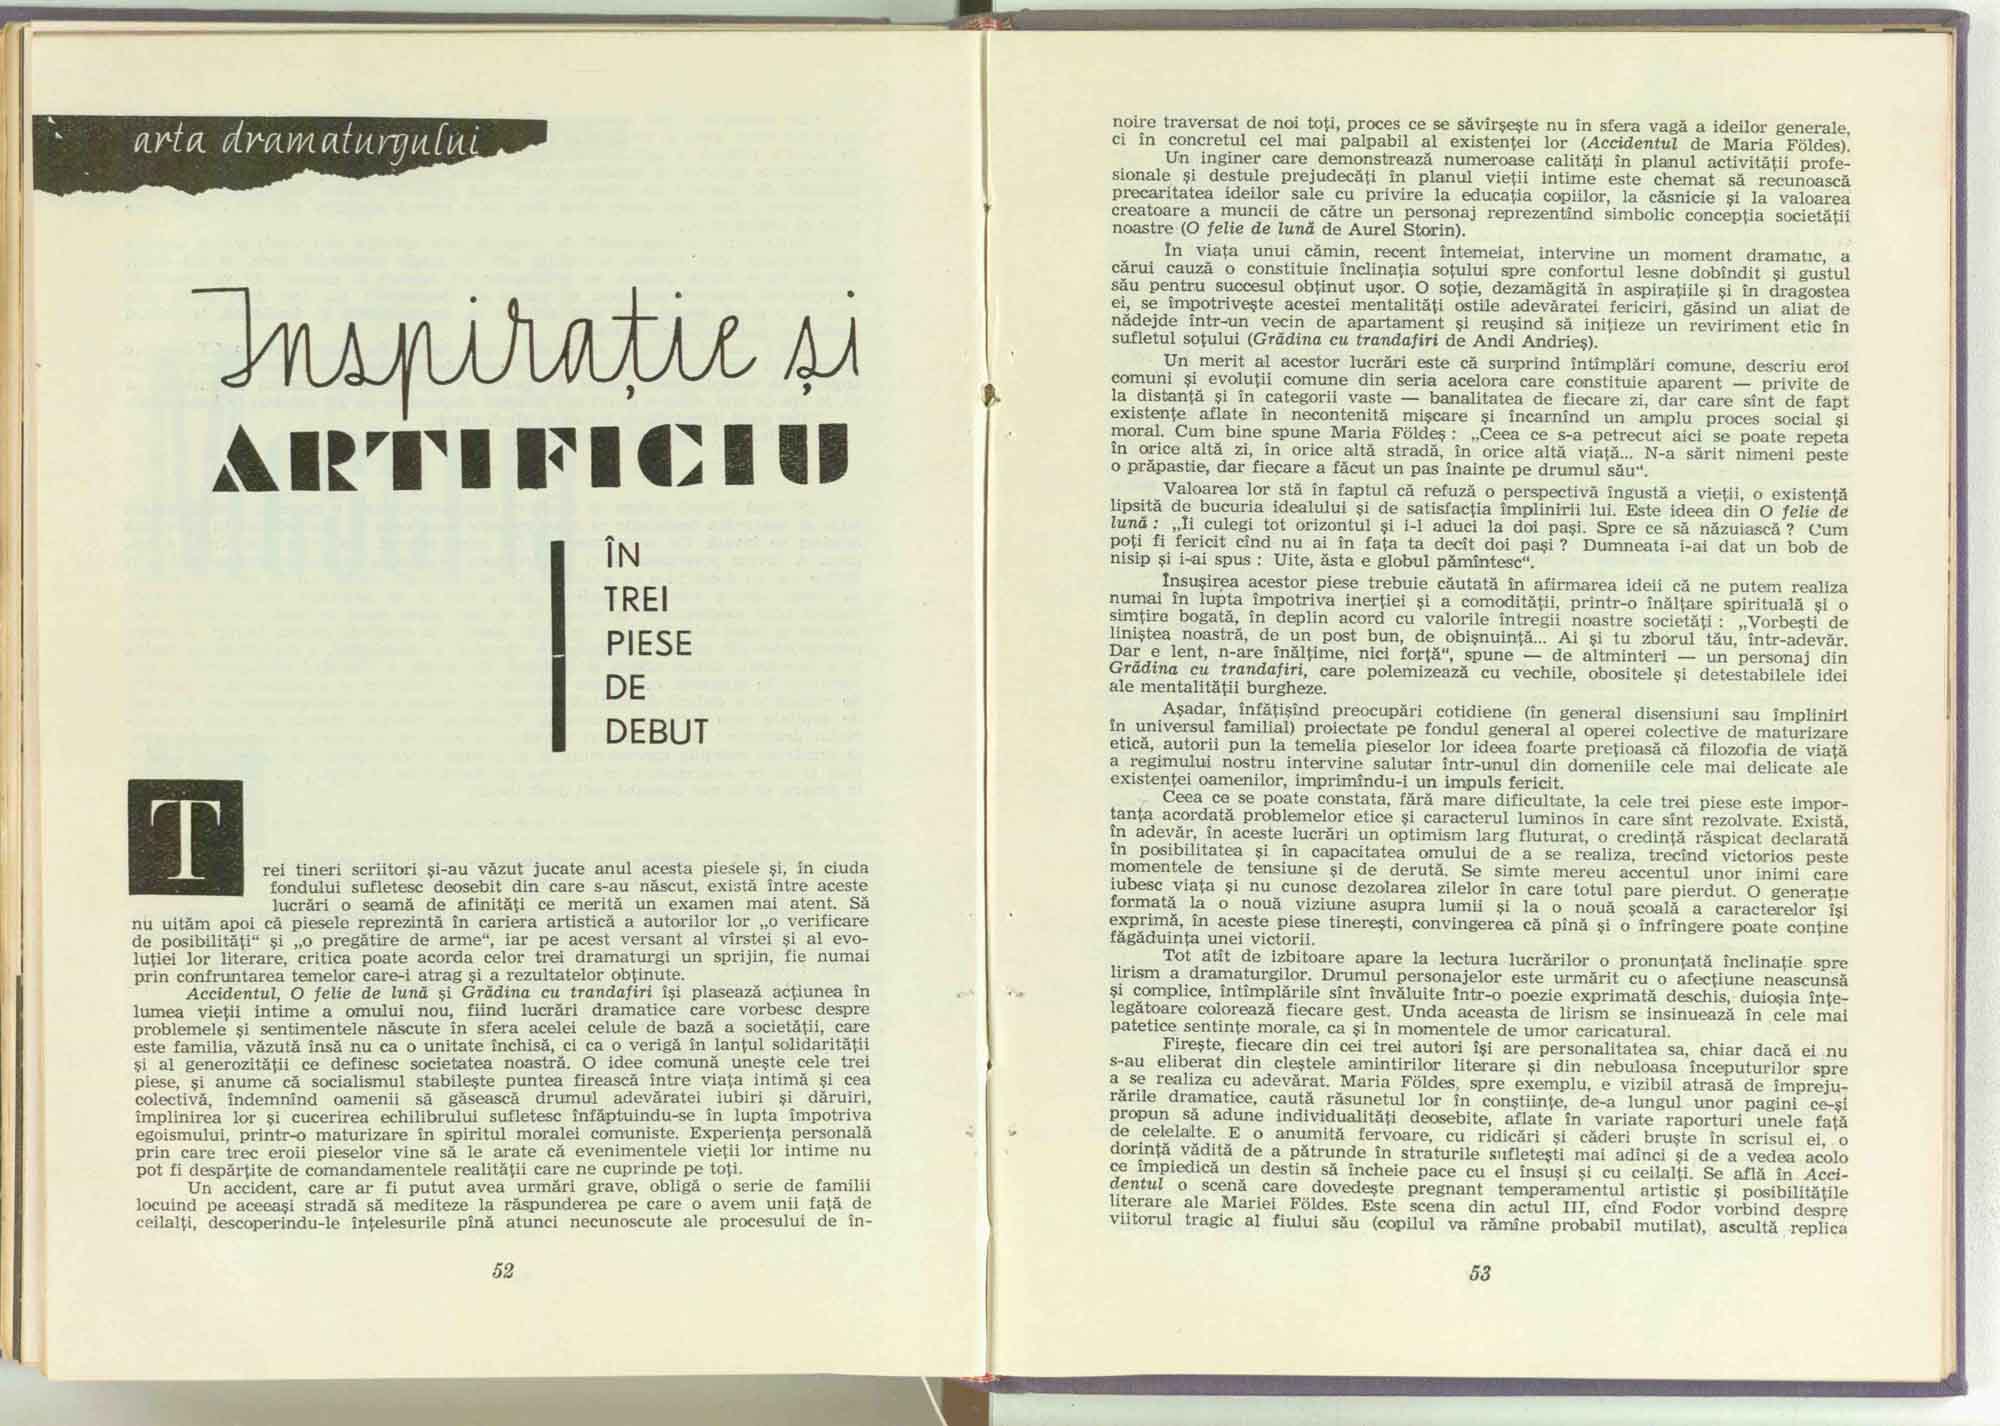 arta dramaturgului
Inspirație și
ARTIFICIU
ÎN
TREI
PIESE
DE
DEBUT
Trei tineri scriitori și-au văzut jucate anul acesta piesele și, în ciuda
fondului sufletesc deosebit din care s-au născut, există între aceste
lucrări o seamă de afinități ce merită un examen mai atent. Să
nu uităm apoi că piesele reprezintă în cariera artistică a autorilor lor „o verificare
de posibilități“ și „o pregătire de arme“, iar pe acest versant al vîrstei și al evo-
luției lor literare, critica poate acorda celor trei dramaturgi un sprijin, fie numai
prin confruntarea temelor care-i atrag și a rezultatelor obținute.
Accidentul, O felie de lună și Grădina cu trandafiri își plasează acțiunea în
lumea vieții intime a omului nou, fiind lucrări dramatice care vorbesc despre
problemele și sentimentele născute în sfera acelei celule de bază a societății, care
este familia, văzută însă nu ca o unitate închisă, ci ca o verigă în lanțul solidarității
și al generozității ce definesc societatea noastră. O idee comună unește cele trei
piese, și anume că socialismul stabilește puntea firească între viața intimă și cea
colectivă, îndemnînd oamenii să găsească drumul adevăratei iubiri și dăruiri,
împlinirea lor și cucerirea echilibrului sufletesc înfăptuindu-se în lupta împotriva
egoismului, printr-o maturizare în spiritul moralei comuniste. Experiența personală
prin care trec eroii pieselor vine să le arate că evenimentele vieții lor intime nu
pot fi despărțite de comandamentele realității care ne cuprinde pe toți.
Un accident, care ar fi putut avea urmări grave, obligă o serie de familii
locuind pe aceeași stradă să mediteze la răspunderea pe care o avem unii față de
ceilalți, descoperindu-le înțelesurile pînă atunci necunoscute ale procesului de în-
52
noire traversat de noi toți, proces ce se săvîrșește nu în sfera vagă a ideilor generale,
ci în concretul cel mai palpabil al existenței lor (Accidentul de Maria Földes).
Un inginer care demonstrează numeroase calități în planul activității profe-
sionale și destule prejudecăți în planul vieții intime este chemat să recunoască
precaritatea ideilor sale cu privire la educația copiilor, la căsnicie și la valoarea
creatoare a muncii de către un personaj reprezentînd simbolic concepția societății
noastre (O felie de lună de Aurel Storin).
În viața unui cămin, recent întemeiat, intervine un moment dramatic, a
cărui cauză o constituie înclinația soțului spre confortul lesne dobîndit și gustul
său pentru succesul obținut ușor. O soție, dezamăgită în aspirațiile și în dragostea
ei, se împotrivește acestei mentalități ostile adevăratei fericiri, găsind un aliat de
nădejde într-un vecin de apartament și reușind să inițieze un reviriment etic în
sufletul soțului (Grădina cu trandafiri de Andi Andrieș).
Un merit al acestor lucrări este că surprind întîmplări comune, descriu eroi
comuni și evoluții comune din seria acelora care constituie aparent — privite de
la distanță și în categorii vaste — banalitatea de fiecare zi, dar care sînt de fapt
existențe aflate în necontenită mișcare și încarnînd un amplu proces social și
moral. Cum bine spune Maria Földeș : „Ceea ce s-a petrecut aici se poate repeta
în orice altă zi, în orice altă stradă, în orice altă viață... N-a sărit nimeni peste
o prăpastie, dar fiecare a făcut un pas înainte pe drumul său“.
Valoarea lor stă în faptul că refuză o perspectivă îngustă a vieții, o existență
lipsită de bucuria idealului și de satisfacția împlinirii lui. Este ideea din O felie de
lună : „Îi culegi tot orizontul și i-l aduci la doi pași. Spre ce să năzuiască ? Cum
poți fi fericit cînd nu ai în fața ta decît doi pași ? Dumneata i-ai dat un bob de
nisip și i-ai spus : Uite, ăsta e globul pămîntesc“.
Însușirea acestor piese trebuie căutată în afirmarea ideii că ne putem realiza
numai în lupta împotriva inerției și a comodității, printr-o înălțare spirituală și o
simțire bogată, în deplin acord cu valorile întregii noastre societăți : „Vorbești de
liniștea noastră, de un post bun, de obișnuință... Ai și tu zborul tău, într-adevăr.
Dar e lent, n-are înălțime, nici forță“, spune — de altminteri — un personaj din
Grădina cu trandafiri, care polemizează cu vechile, obositele și detestabilele idei
ale mentalității burgheze.
Așadar, înfățișînd preocupări cotidiene (în general disensiuni sau împliniri
în universul familial) proiectate pe fondul general al operei colective de maturizare
etică, autorii pun la temelia pieselor lor ideea foarte prețioasă că filozofia de viață
a regimului nostru intervine salutar într-unul din domeniile cele mai delicate ale
existenței oamenilor, imprimîndu-i un impuls fericit.
Ceea ce se poate constata, fără mare dificultate, la cele trei piese este impor-
tanța acordată problemelor etice și caracterul luminos în care sînt rezolvate. Există,
în adevăr, în aceste lucrări un optimism larg fluturat, o credință răspicat declarată
în posibilitatea și în capacitatea omului de a se realiza, trecînd victorios peste
momentele de tensiune și de derută. Se simte mereu accentul unor inimi care
iubesc viața și nu cunosc dezolarea zilelor în care totul pare pierdut. O generație
formată la o nouă viziune asupra lumii și la o nouă școală a caracterelor își
exprimă, în aceste piese tinerești, convingerea că pînă și o înfrîngere poate conține
făgăduința unei victorii.
Tot atît de izbitoare apare la lectura lucrărilor o pronunțată înclinație spre
lirism a dramaturgilor. Drumul personajelor este urmărit cu o afecțiune neascunsă
și complice, întîmplările sînt învăluite într-o poezie exprimată deschis, duioșia înțe-
legătoare colorează fiecare gest. Unda aceasta de lirism se insinuează în cele mai
patetice sentințe morale, ca și în momentele de umor caricatural.
Firește, fiecare din cei trei autori își are personalitatea sa, chiar dacă ei nu
s-au eliberat din cleștele amintirilor literare și din nebuloasa începuturilor spre
a se realiza cu adevărat. Maria Földes, spre exemplu, e vizibil atrasă de împreju-
rările dramatice, caută răsunetul lor în conștiințe, de-a lungul unor pagini ce-și
propun să adune individualități deosebite, aflate în variate raporturi unele față
de celelalte. E o anumită fervoare, cu ridicări și căderi bruște în scrisul ei, o
dorință vădită de a pătrunde în straturile sufletești mai adînci și de a vedea acolo
ce împiedică un destin să încheie pace cu el însuși și cu ceilalți. Se află în Acci-
dentul o scenă care dovedește pregnant temperamentul artistic și posibilitățile
literare ale Mariei Földes. Este scena din actul III, cînd Fodor vorbind despre
viitorul tragic al fiului său (copilul va rămîne probabil mutilat), ascultă replica
53